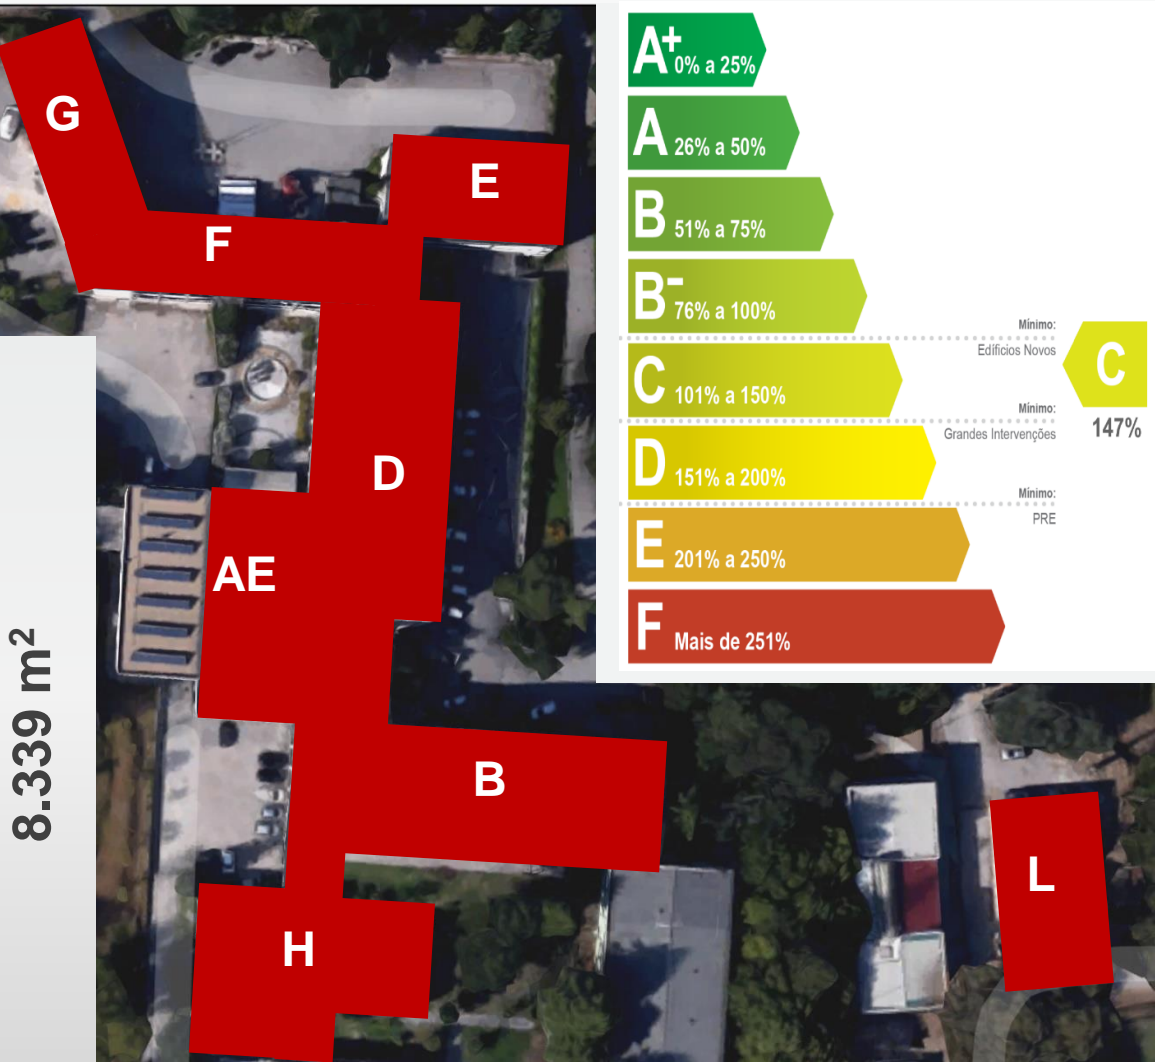 G
E
F
D
AE
B
H
L
8.339 m²
A+ 0% a 25%
A 26% a 50%
B 51% a 75%
B- 76% a 100%
Mínimo:
Edíficios Novos
C 101% a 150%
Mínimo:
Grandes Intervenções
D 151% a 200%
Mínimo:
PRE
E 201% a 250%
F Mais de 251%
C
147%